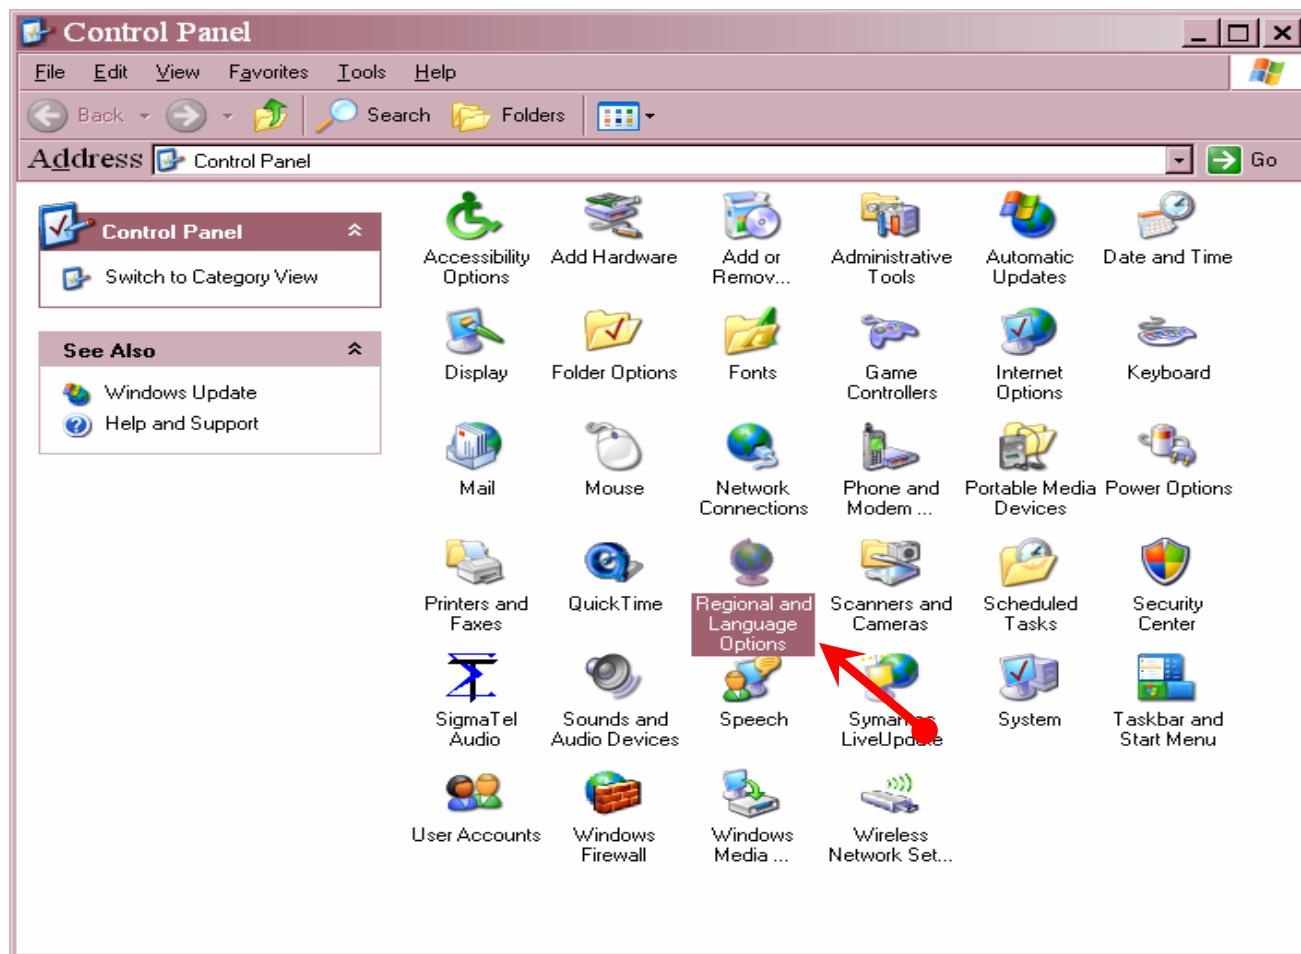 Control Panel
File Edit View Favorites Tools Help
Back Search Folders
Address Control Panel Go
Control Panel
Switch to Category View
See Also
Windows Update
Help and Support
Accessibility Options
Add Hardware
Add or Remov...
Administrative Tools
Automatic Updates
Date and Time
Display
Folder Options
Fonts
Game Controllers
Internet Options
Keyboard
Mail
Mouse
Network Connections
Phone and Modem ...
Portable Media Devices
Power Options
Printers and Faxes
QuickTime
Regional and Language Options
Scanners and Cameras
Scheduled Tasks
Security Center
SigmaTel Audio
Sounds and Audio Devices
Speech
Symantec LiveUpdate
System
Taskbar and Start Menu
User Accounts
Windows Firewall
Windows Media ...
Wireless Network Set...